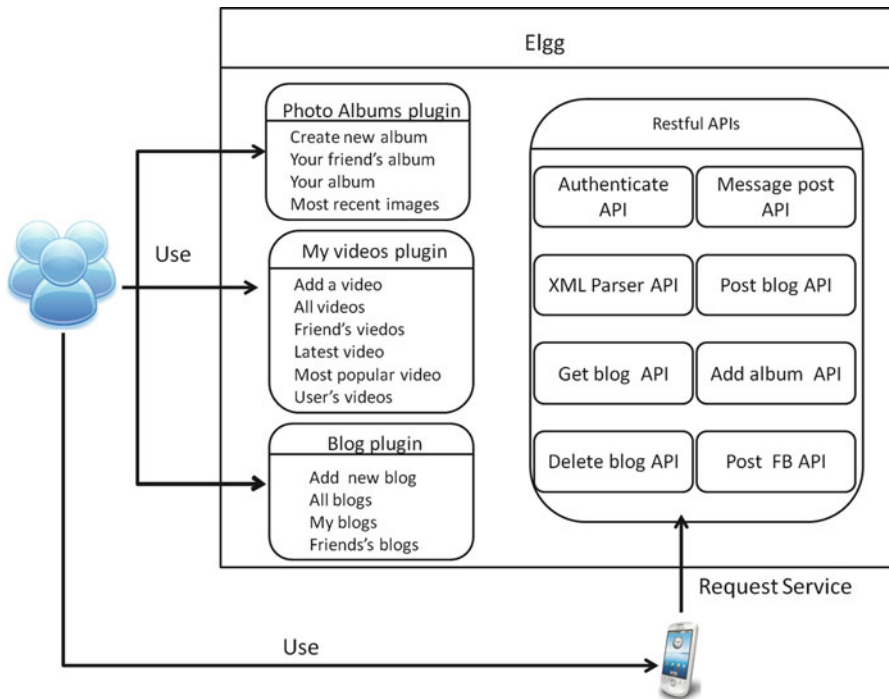 Elgg
Photo Albums plugin
Create new album
Your friend's album
Your album
Most recent images
Use
My videos plugin
Add a video
All videos
Friend's viedos
Latest video
Most popular video
User's videos
Blog plugin
Add new blog
All blogs
My blogs
Friends's blogs
Restful APIs
Authenticate
API
Message post
API
XML Parser API
Post blog API
Get blog API
Add album API
Delete blog API
Post FB API
Request Service
Use